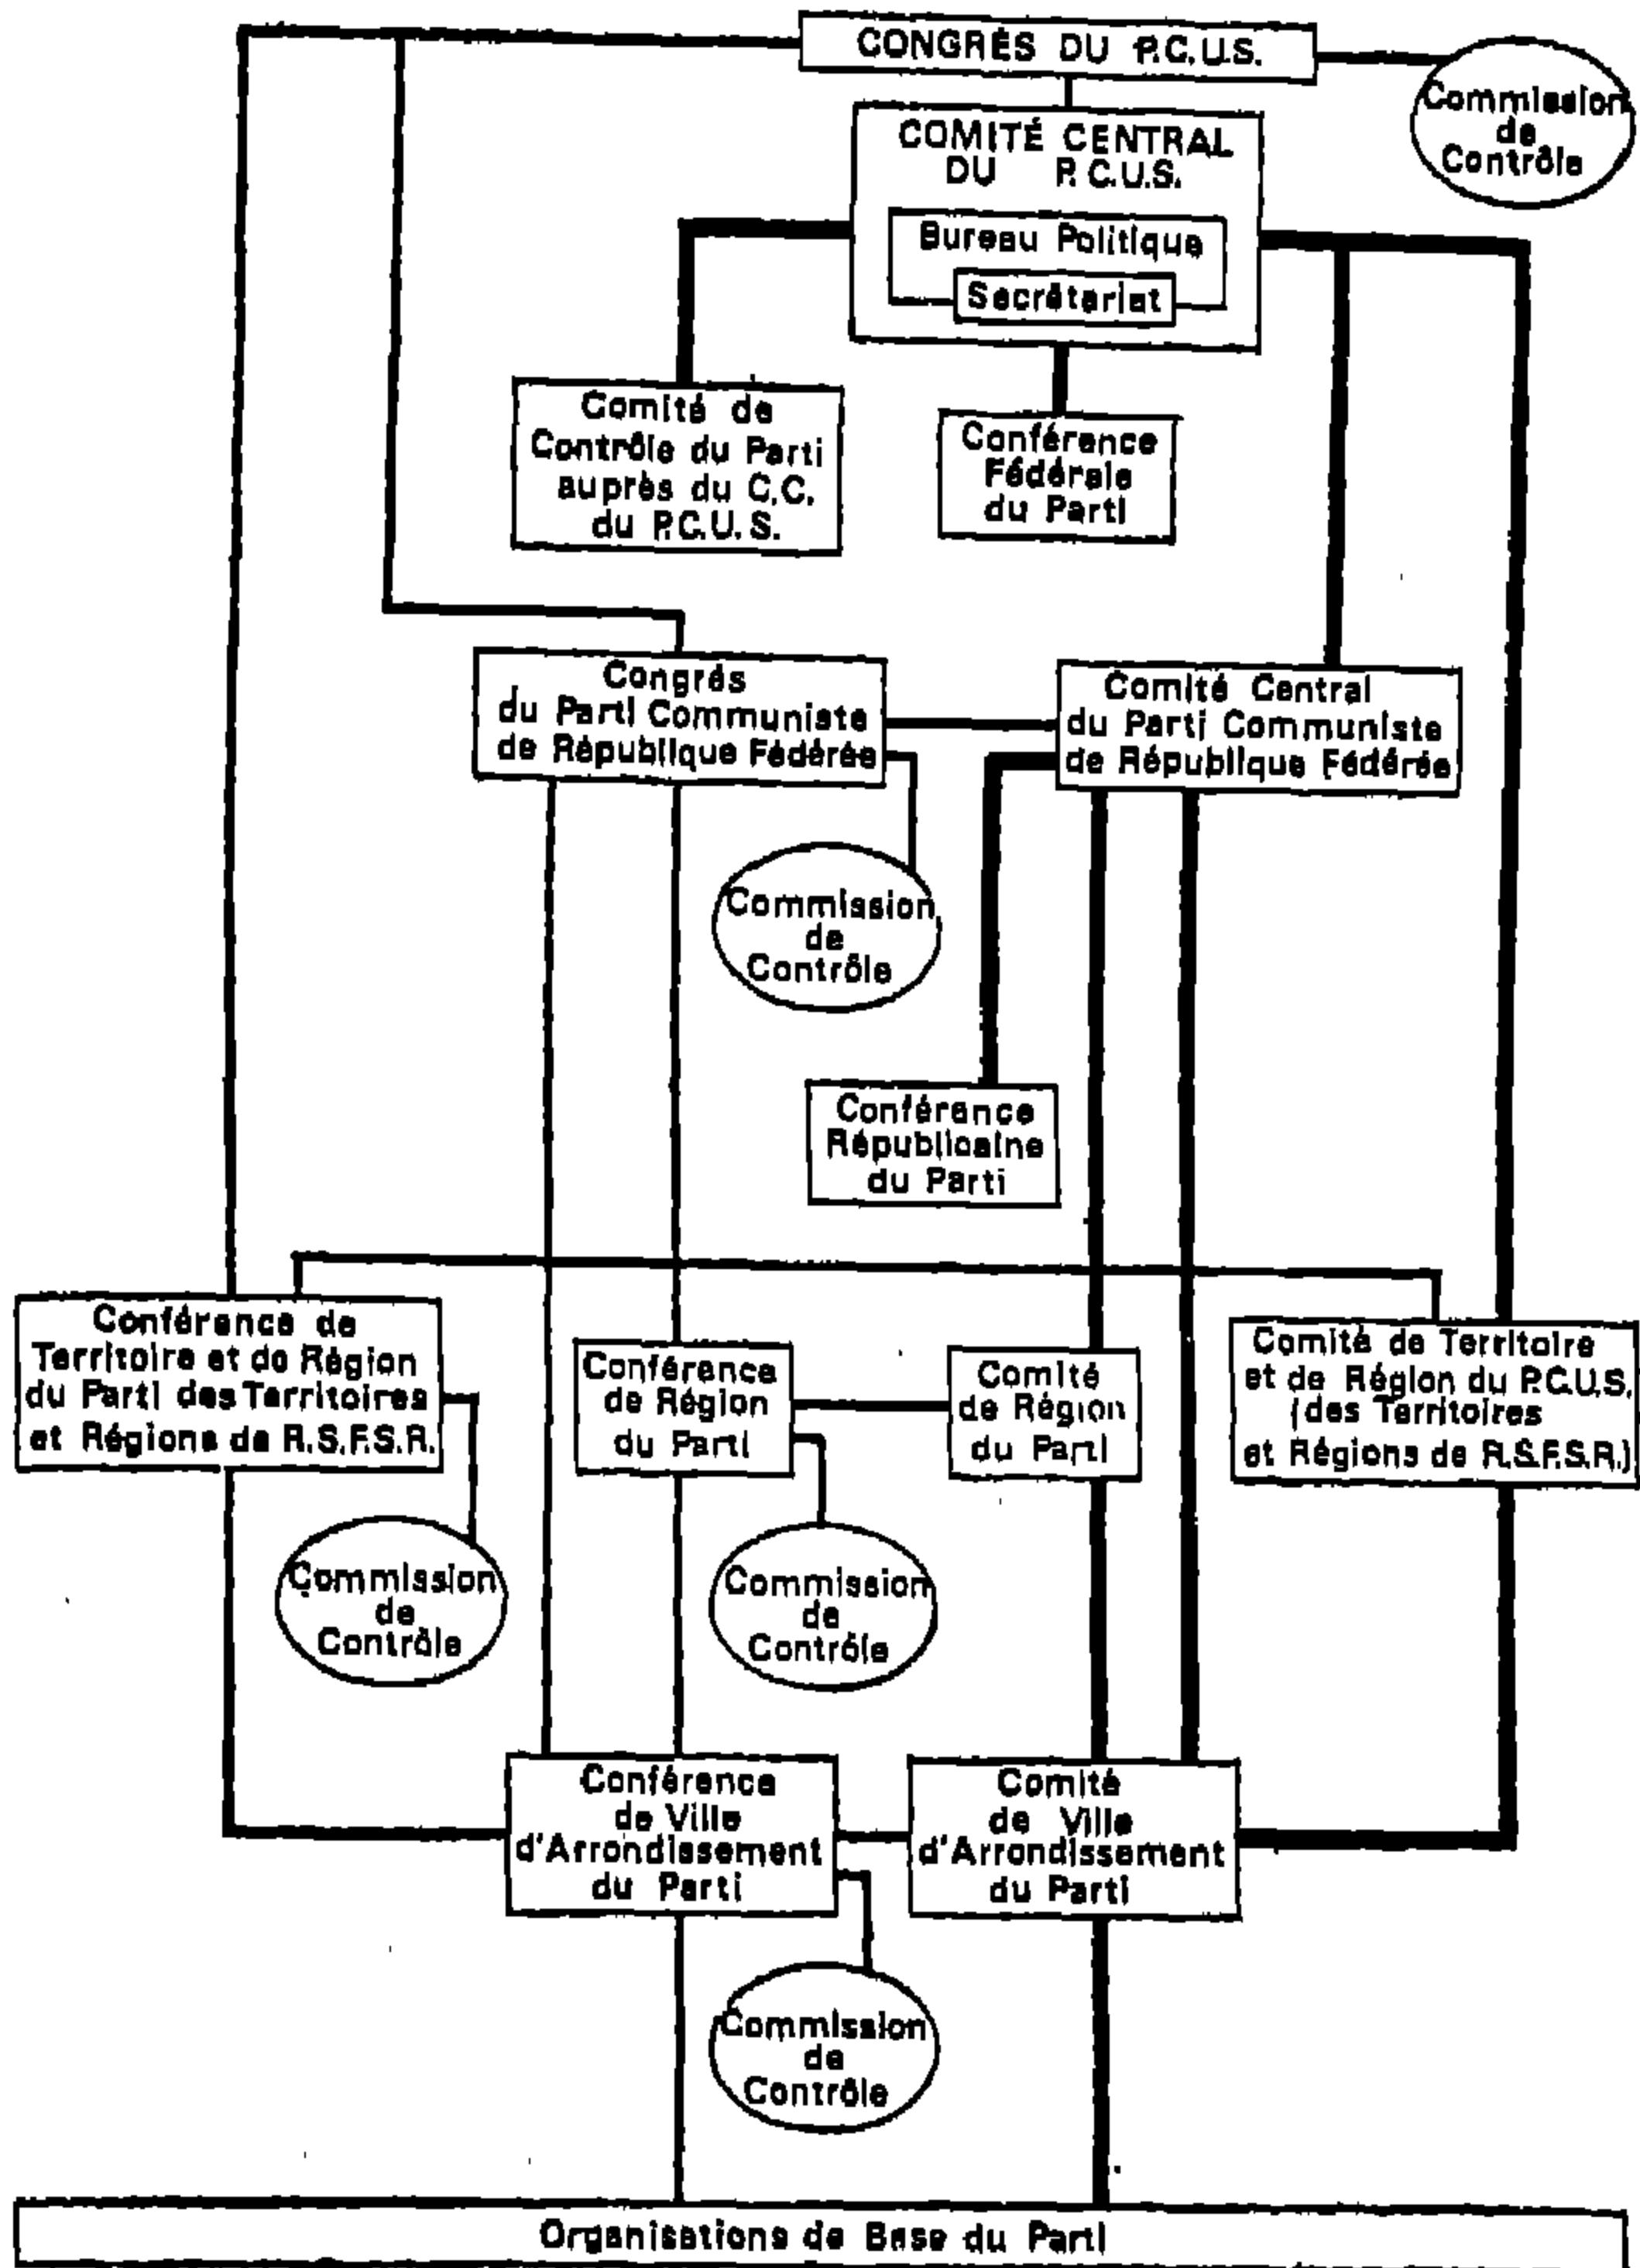 CONGRÈS DU P.C.U.S.
Commission
de
Contrôle
COMITÉ CENTRAL
DU P.C.U.S.
Bureau Politique
Secrétariat
Comité de
Contrôle du Parti
auprès du C.C.
du P.C.U.S.
Conférence
Fédérale
du Parti
Congrés
du Parti Communiste
de République Fédérée
Comité Central
du Parti Communiste
de République Fédérée
Commission
de
Contrôle
Conférence
Républicaine
du Parti
Conférence de
Territoire et de Région
du Parti des Territoires
et Régions de R.S.F.S.R.
Conférence
de Région
du Parti
Comité
de Région
du Parti
Comité de Territoire
et de Région du P.C.U.S.
(des Territoires
et Régions de R.S.F.S.R.)
Commission
de
Contrôle
Commission
de
Contrôle
Conférence
de Ville
d'Arrondissement
du Parti
Comité
de Ville
d'Arrondissement
du Parti
Commission
de
Contrôle
Organisations de Base du Parti